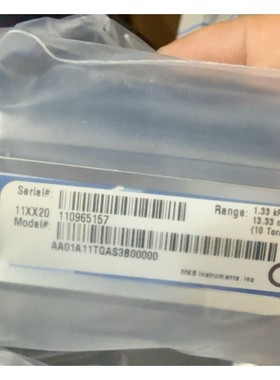 Serial#:
11XX20 110965157
Model#:
AA01A11TGAS3B00000
Range: 1.33
13.33
(10 Torr
MKS Instruments, Inc